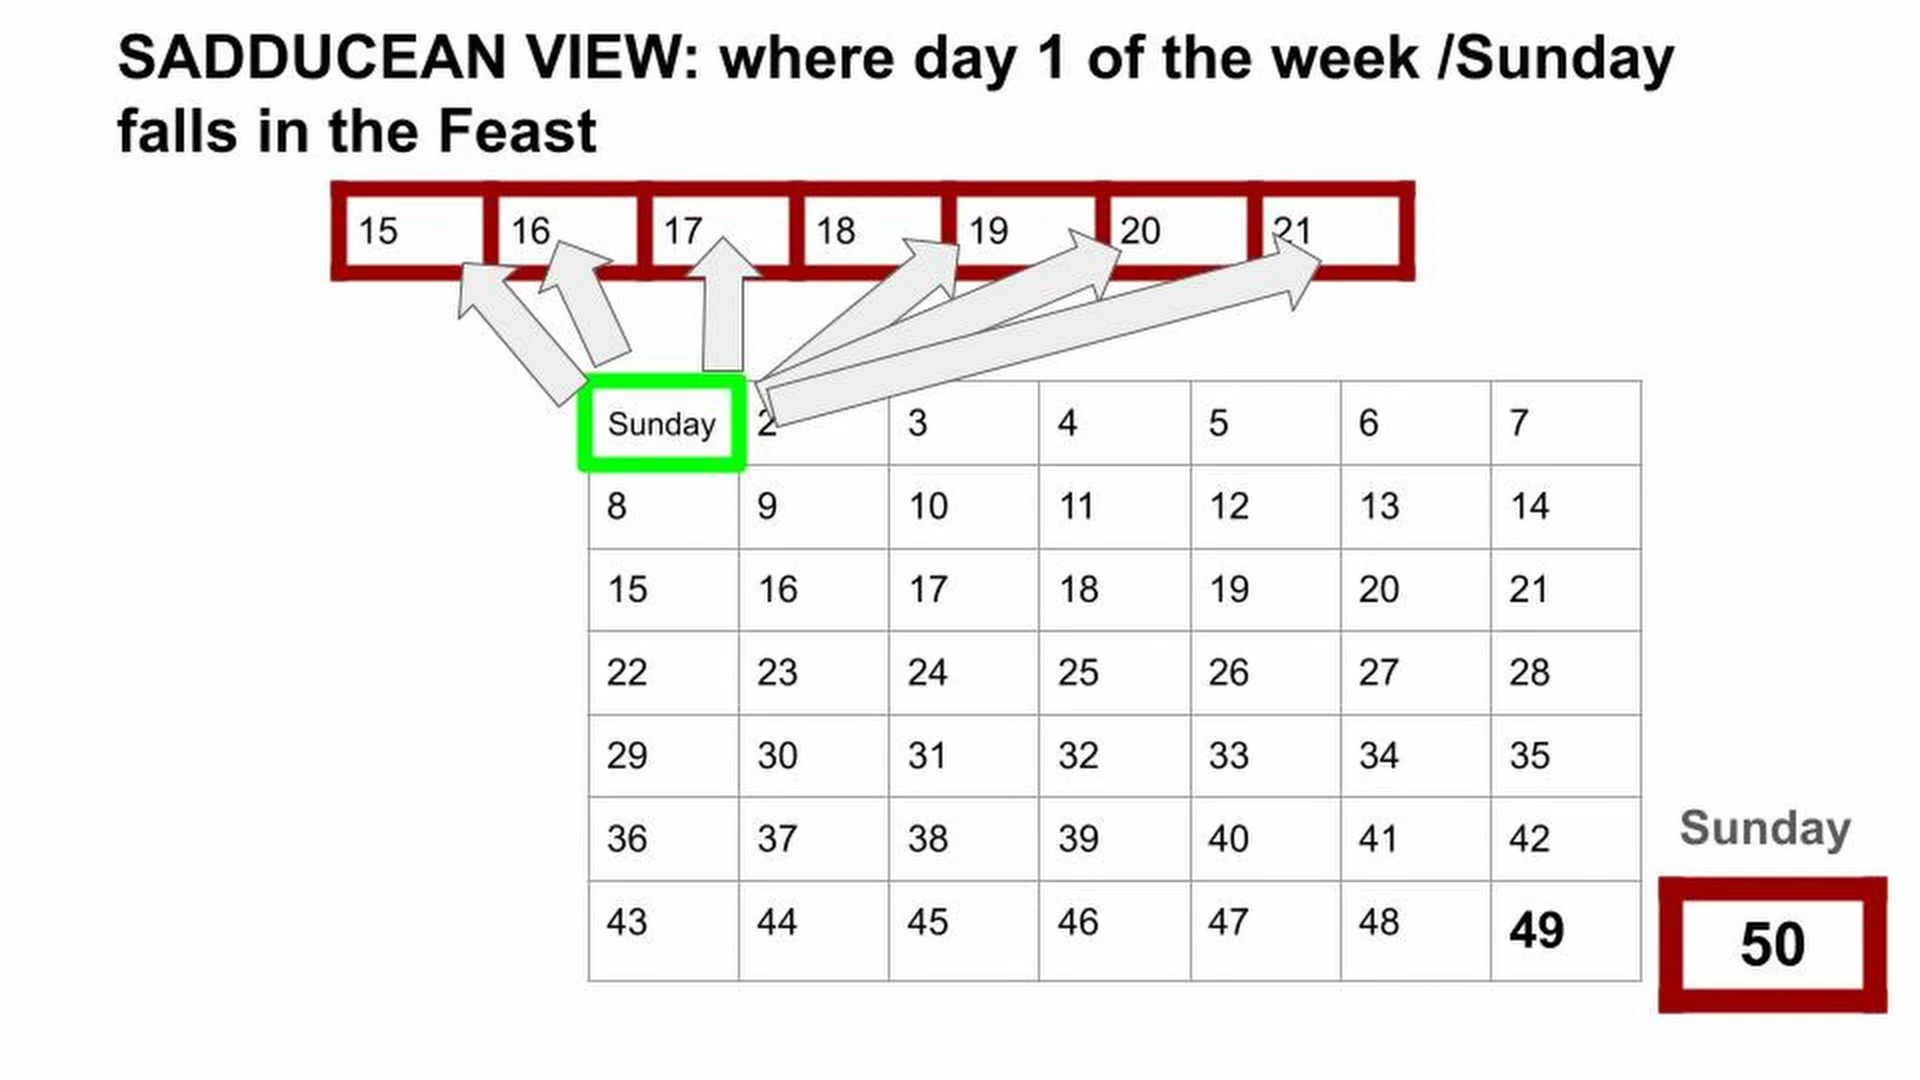 SADDUCEAN VIEW: where day 1 of the week /Sunday
falls in the Feast
15 16 17 18 19 20 21
Sunday 2 3 4 5 6 7
8 9 10 11 12 13 14
15 16 17 18 19 20 21
22 23 24 25 26 27 28
29 30 31 32 33 34 35
36 37 38 39 40 41 42
Sunday
43 44 45 46 47 48 49
50